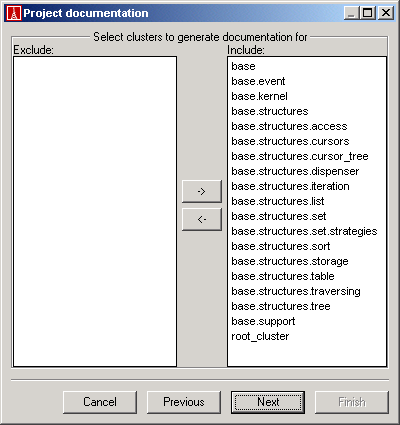 Project documentation
Select clusters to generate documentation for
Exclude:
Include:
base
base.event
base.kernel
base.structures
base.structures.access
base.structures.cursors
base.structures.cursor_tree
base.structures.dispenser
base.structures.iteration
base.structures.list
base.structures.set
base.structures.set.strategies
base.structures.sort
base.structures.storage
base.structures.table
base.structures.traversing
base.structures.tree
base.support
root_cluster
->
<-
Cancel
Previous
Next
Finish